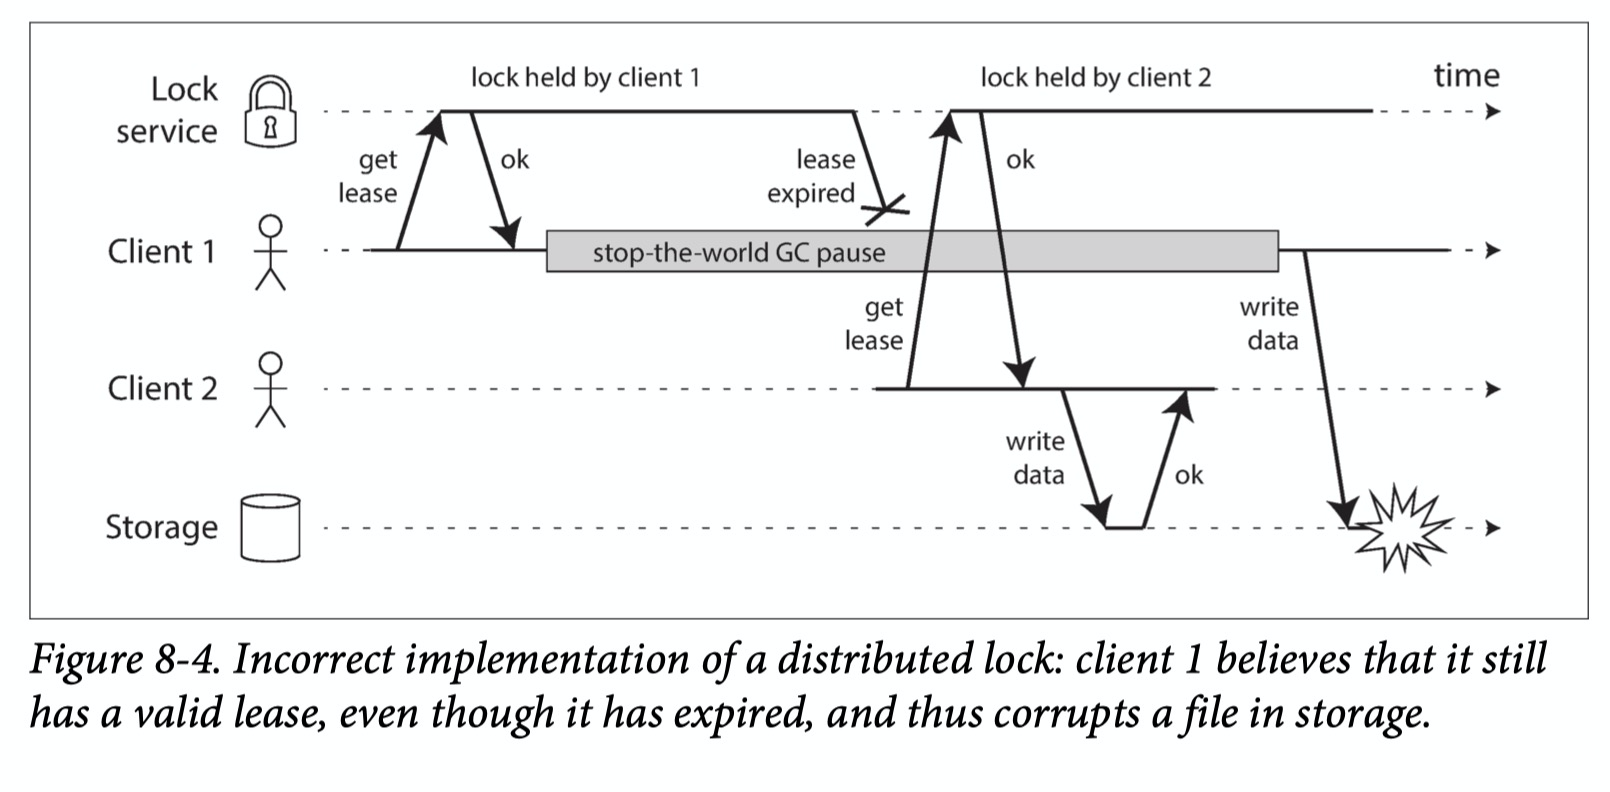 Lock
service
lock held by client 1
lock held by client 2
time
get
lease
ok
lease
expired
ok
Client 1
stop-the-world GC pause
get
lease
write
data
Client 2
write
data
ok
Storage
Figure 8-4. Incorrect implementation of a distributed lock: client 1 believes that it still
has a valid lease, even though it has expired, and thus corrupts a file in storage.